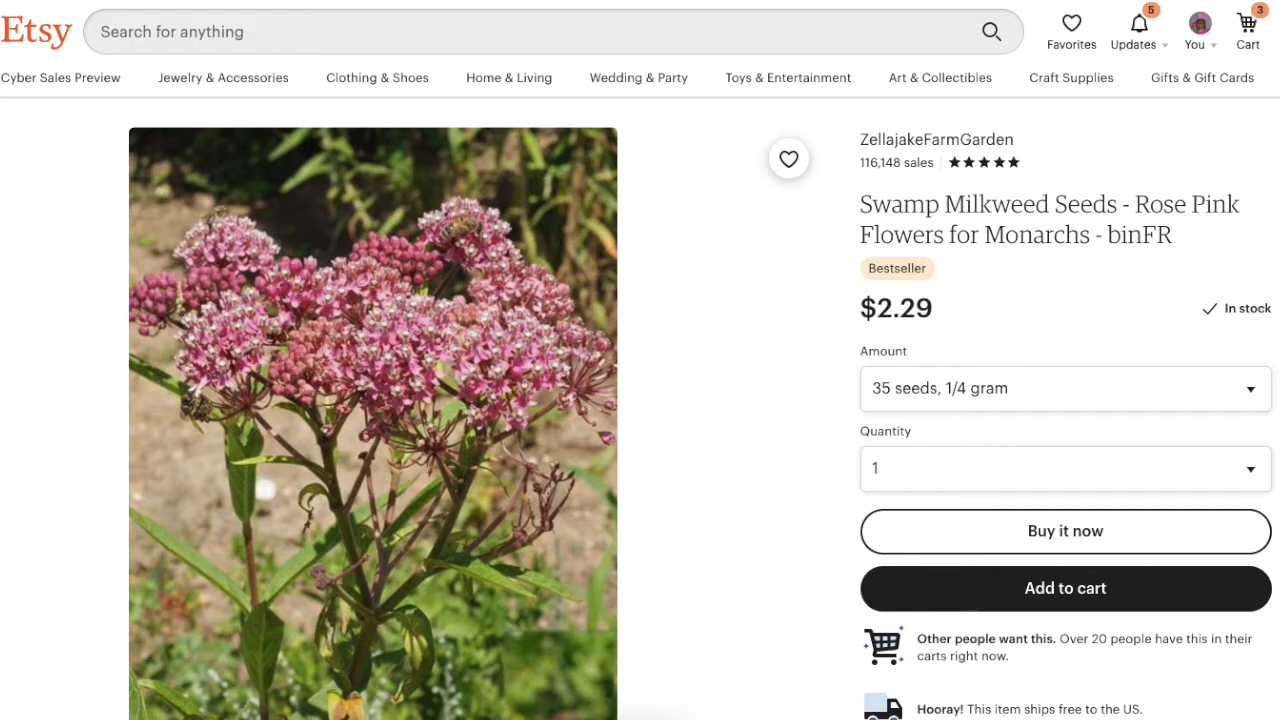 Etsy
Search for anything
Favorites
5
Updates
You
3
Cart
Cyber Sales Preview
Jewelry & Accessories
Clothing & Shoes
Home & Living
Wedding & Party
Toys & Entertainment
Art & Collectibles
Craft Supplies
Gifts & Gift Cards
ZellajakeFarmGarden
116,148 sales
Swamp Milkweed Seeds - Rose Pink
Flowers for Monarchs - binFR
Bestseller
$2.29
In stock
Amount
35 seeds, 1/4 gram
Quantity
1
Buy it now
Add to cart
Other people want this. Over 20 people have this in their
carts right now.
Hooray! This item ships free to the US.